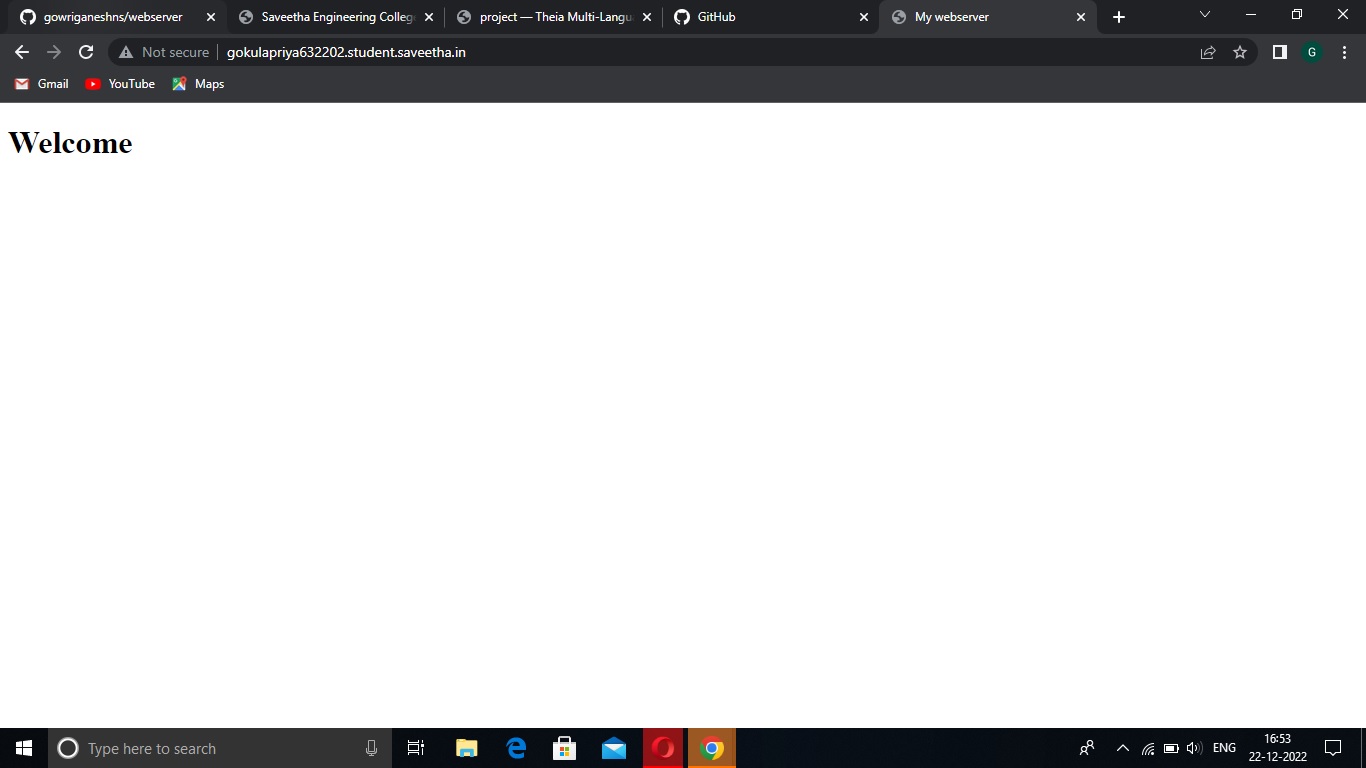 gowriganeshns/webserver
Saveetha Engineering Colleg
project — Theia Multi-Langu
GitHub
My webserver
Not secure
gokulapriya632202.student.saveetha.in
G
Gmail
YouTube
Maps
Welcome
Type here to search
ENG
16:53
22-12-2022